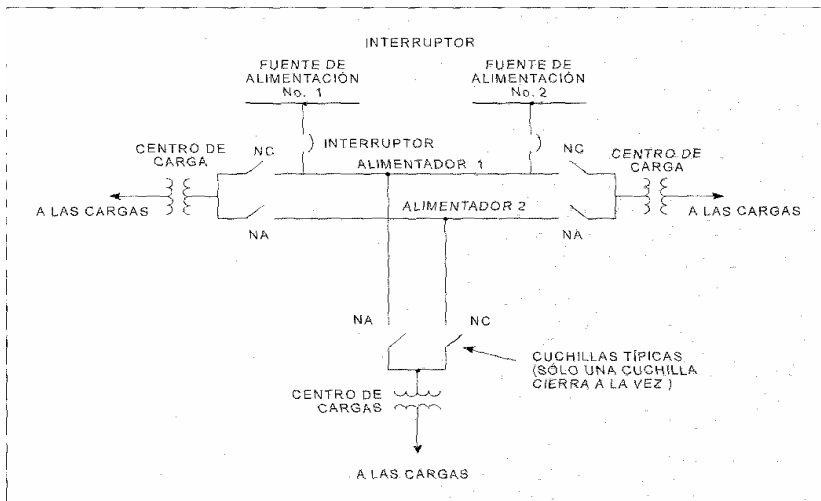 INTERRUPTOR
FUENTE DE
ALIMENTACIÓN
No. 1
FUENTE DE
ALIMENTACIÓN
No. 2
CENTRO DE
CARGA
NC
INTERRUPTOR
ALIMENTADOR 1
NC
CENTRO DE
CARGA
A LAS CARGAS
ALIMENTADOR 2
A LAS CARGAS
NA
NA
NA
NC
CUCHILLAS TÍPICAS
(SÓLO UNA CUCHILLA
CIERRA A LA VEZ )
CENTRO DE
CARGAS
A LAS CARGAS